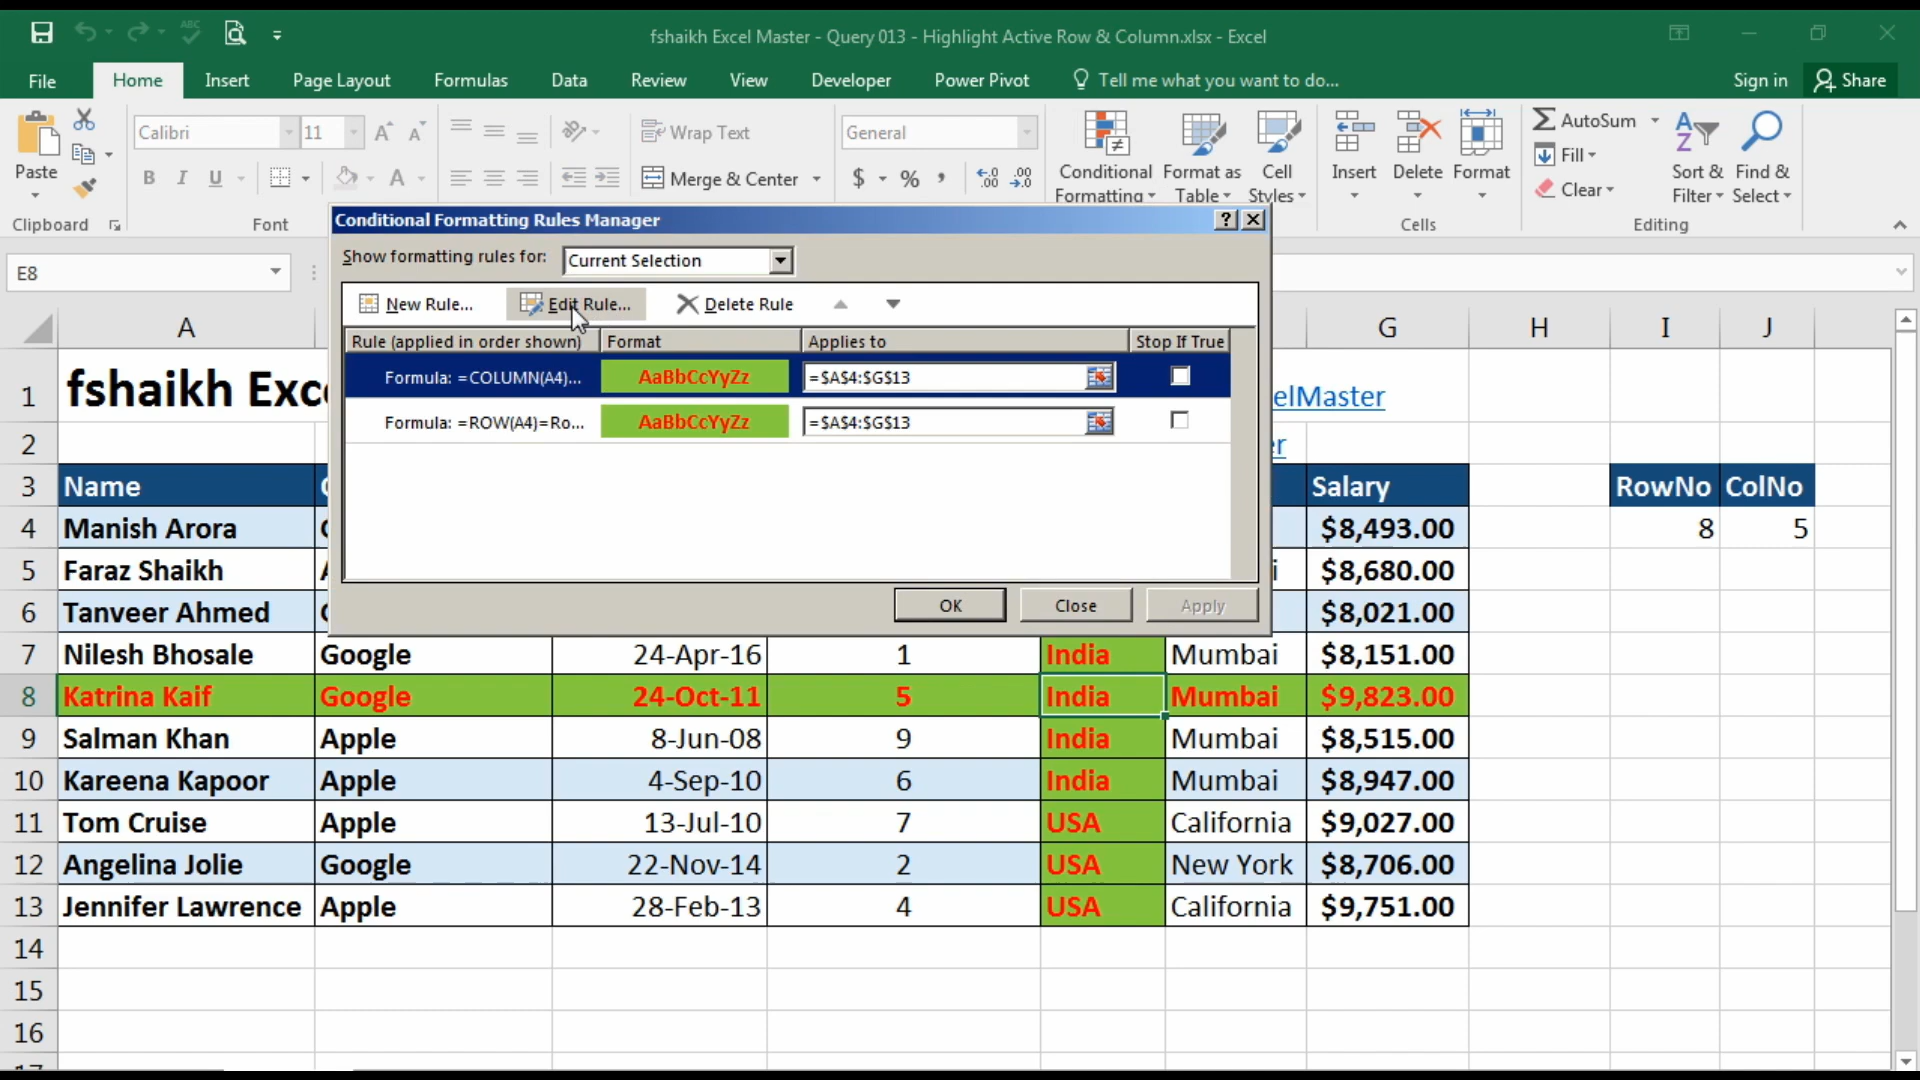 fshaikh Excel Master - Query 013 - Highlight Active Row & Column.xlsx - Excel
File Home Insert Page Layout Formulas Data Review View Developer Power Pivot Tell me what you want to do... Sign in Share
Paste
Clipboard
Calibri 11
B I U
Font
Wrap Text
Merge & Center
General
$ % ,
Conditional Formatting
Format as Table
Cell Styles
Insert Delete Format
Cells
AutoSum
Fill
Clear
Sort & Filter
Find & Select
Editing
E8
Conditional Formatting Rules Manager
Show formatting rules for: Current Selection
New Rule... Edit Rule... Delete Rule
Rule (applied in order shown) Format Applies to Stop If True
Formula: =COLUMN(A4)... AaBbCcYyZz =$A$4:$G$13
Formula: =ROW(A4)=Ro... AaBbCcYyZz =$A$4:$G$13
OK Close Apply
A G H I J
1 fshaikh Exc elMaster
2 er
3 Name Salary RowNo ColNo
4 Manish Arora $8,493.00 8 5
5 Faraz Shaikh $8,680.00
6 Tanveer Ahmed $8,021.00
7 Nilesh Bhosale Google 24-Apr-16 1 India Mumbai $8,151.00
8 Katrina Kaif Google 24-Oct-11 5 India Mumbai $9,823.00
9 Salman Khan Apple 8-Jun-08 9 India Mumbai $8,515.00
10 Kareena Kapoor Apple 4-Sep-10 6 India Mumbai $8,947.00
11 Tom Cruise Apple 13-Jul-10 7 USA California $9,027.00
12 Angelina Jolie Google 22-Nov-14 2 USA New York $8,706.00
13 Jennifer Lawrence Apple 28-Feb-13 4 USA California $9,751.00
14
15
16